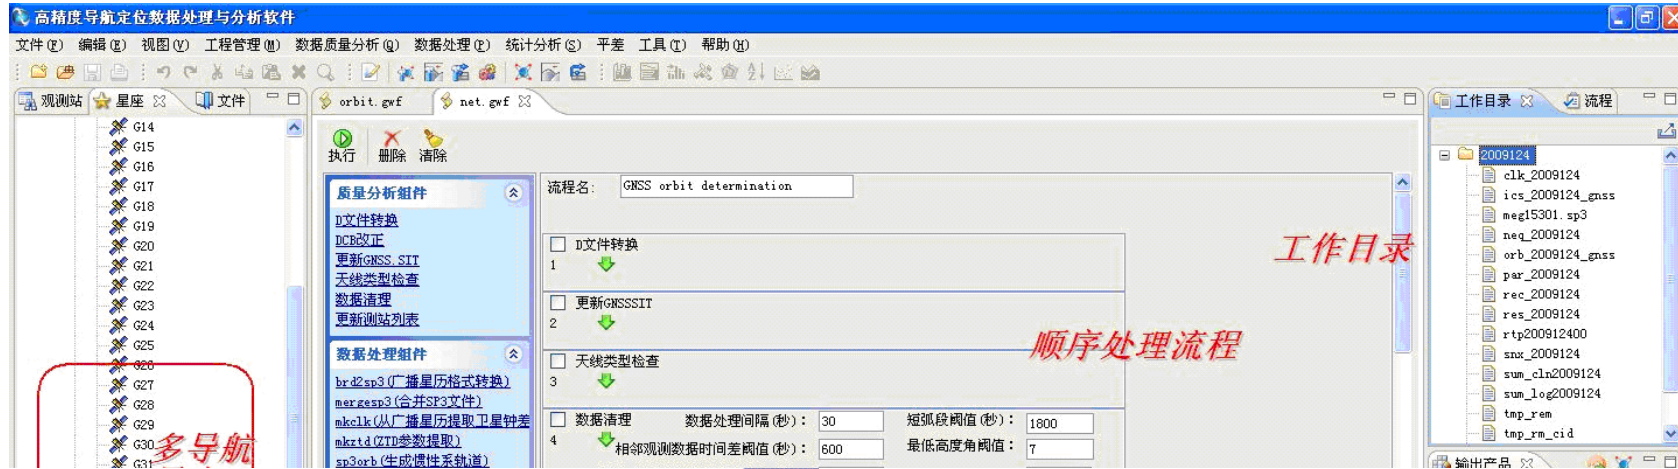 高精度导航定位数据处理与分析软件
文件(F) 编辑(E) 视图(V) 工程管理(M) 数据质量分析(Q) 数据处理(P) 统计分析(S) 平差 工具(T) 帮助(H)
观测站 星座 文件
orbit.gwf net.gwf
工作目录 流程
G14
G15
G16
G17
G18
G19
G20
G21
G22
G23
G24
G25
G26
G27
G28
G29
G30
G31
多导航
执行 删除 清除
质量分析组件
D文件转换
DCB改正
更新GNSS.SIT
天线类型检查
数据清理
更新测站列表
数据处理组件
brd2sp3(广播星历格式转换)
mergesp3(合并SP3文件)
mkclk(从广播星历提取卫星钟差
mkztd(ZTD参数提取)
sp3orb(生成惯性系轨道)
流程名: GNSS orbit determination
D文件转换
1
更新GNSSSIT
2
天线类型检查
3
数据清理 数据处理间隔(秒): 30 短弧段阈值(秒): 1800
4 相邻观测数据时间差阈值(秒): 600 最低高度角阈值: 7
工作目录
顺序处理流程
2009124
clk_2009124
ics_2009124_gnss
meg15301.sp3
neq_2009124
orb_2009124_gnss
par_2009124
rec_2009124
res_2009124
rtp200912400
snx_2009124
sum_cln2009124
sum_log2009124
tmp_rem
tmp_rm_cid
输出产品